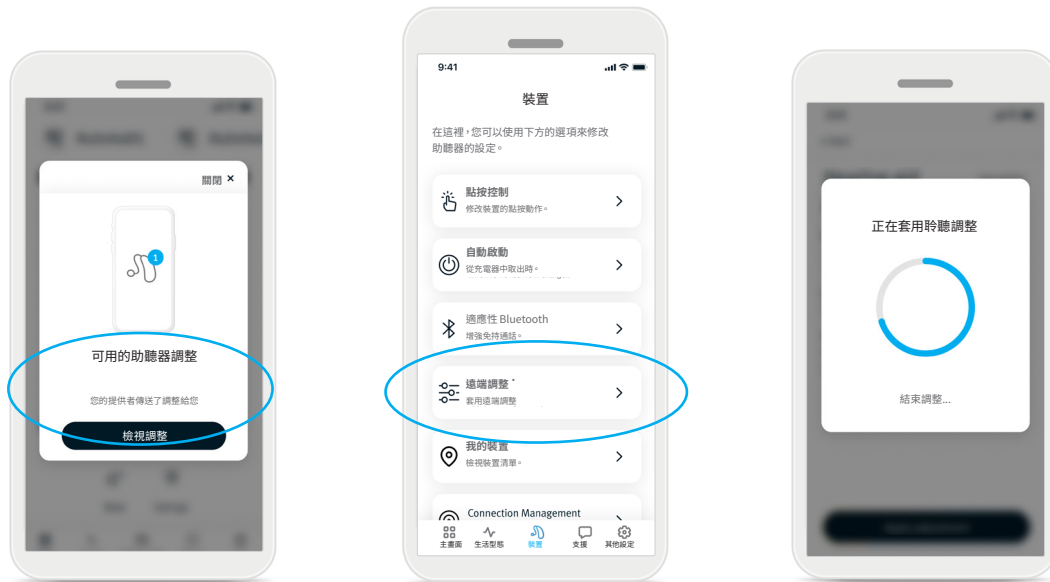 關閉 ×
1
可用的助聽器調整
您的提供者傳送了調整給您
檢視調整
9:41
裝置
在這裡，您可以使用下方的選項來修改
助聽器的設定。
點按控制
修改裝置的點按動作。
自動啟動
從充電器中取出時。
適應性 Bluetooth
增強免持通話。
遠端調整 *
套用遠端調整
我的裝置
檢視裝置清單。
Connection Management
主畫面 生活型態 裝置 支援 其他設定
正在套用聆聽調整
結束調整...